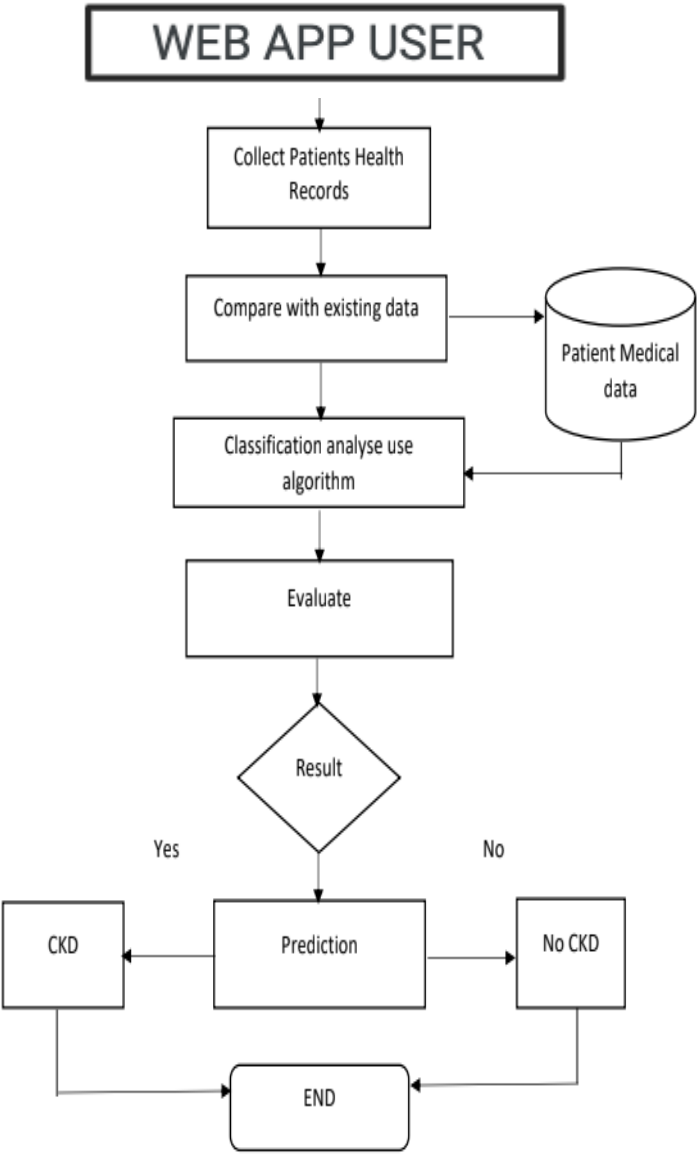 WEB APP USER
Collect Patients Health
Records
Compare with existing data
Patient Medical
data
Classification analyse use
algorithm
Evaluate
Result
Yes
No
CKD
Prediction
No CKD
END